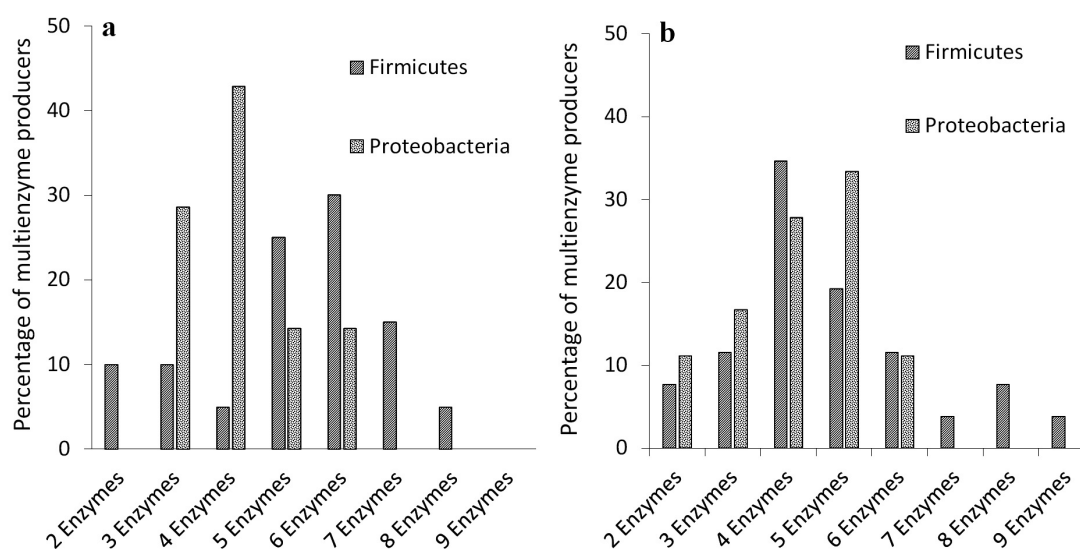 a
50
40
30
20
10
0
Percentage of multienzyme producers
Firmicutes
Proteobacteria
2 Enzymes
3 Enzymes
4 Enzymes
5 Enzymes
6 Enzymes
7 Enzymes
8 Enzymes
9 Enzymes
b
50
40
30
20
10
0
Percentage of multienzyme producers
Firmicutes
Proteobacteria
2 Enzymes
3 Enzymes
4 Enzymes
5 Enzymes
6 Enzymes
7 Enzymes
8 Enzymes
9 Enzymes